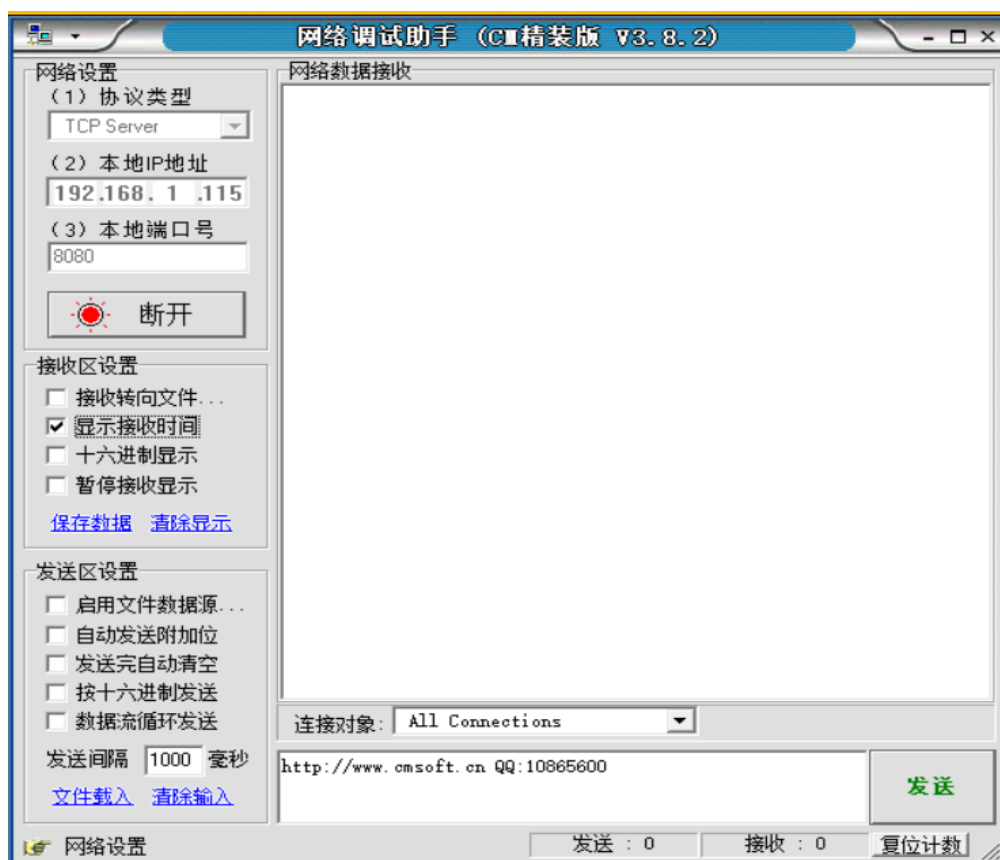 网络调试助手 (CM精装版 V3.8.2)
网络设置
(1) 协议类型
TCP Server
(2) 本地IP地址
192.168. 1 .115
(3) 本地端口号
8080
断开
接收区设置
接收转向文件...
显示接收时间
十六进制显示
暂停接收显示
保存数据 清除显示
发送区设置
启用文件数据源...
自动发送附加位
发送完自动清空
按十六进制发送
数据流循环发送
发送间隔 1000 毫秒
文件载入 清除输入
网络数据接收
连接对象: All Connections
http://www.cmsoft.cn QQ:10865600
发送
网络设置
发送 : 0 接收 : 0 复位计数